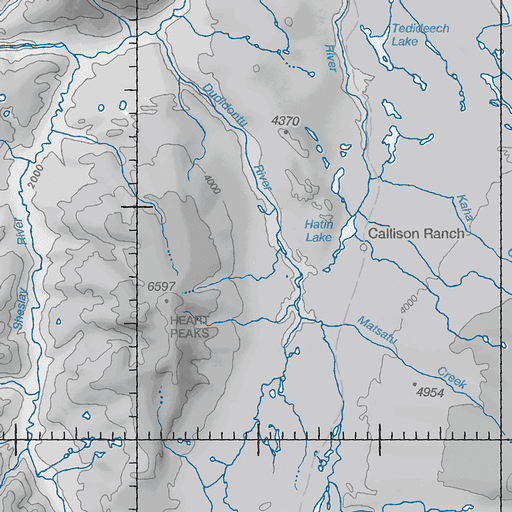 Tedideech
Lake
River
Dudidontu
4370
2000
4000
River
Kaha
River
Hatin
Lake
Callison Ranch
6597
Sheslay
4000
HEART
PEAKS
Matsatu
Creek
4954